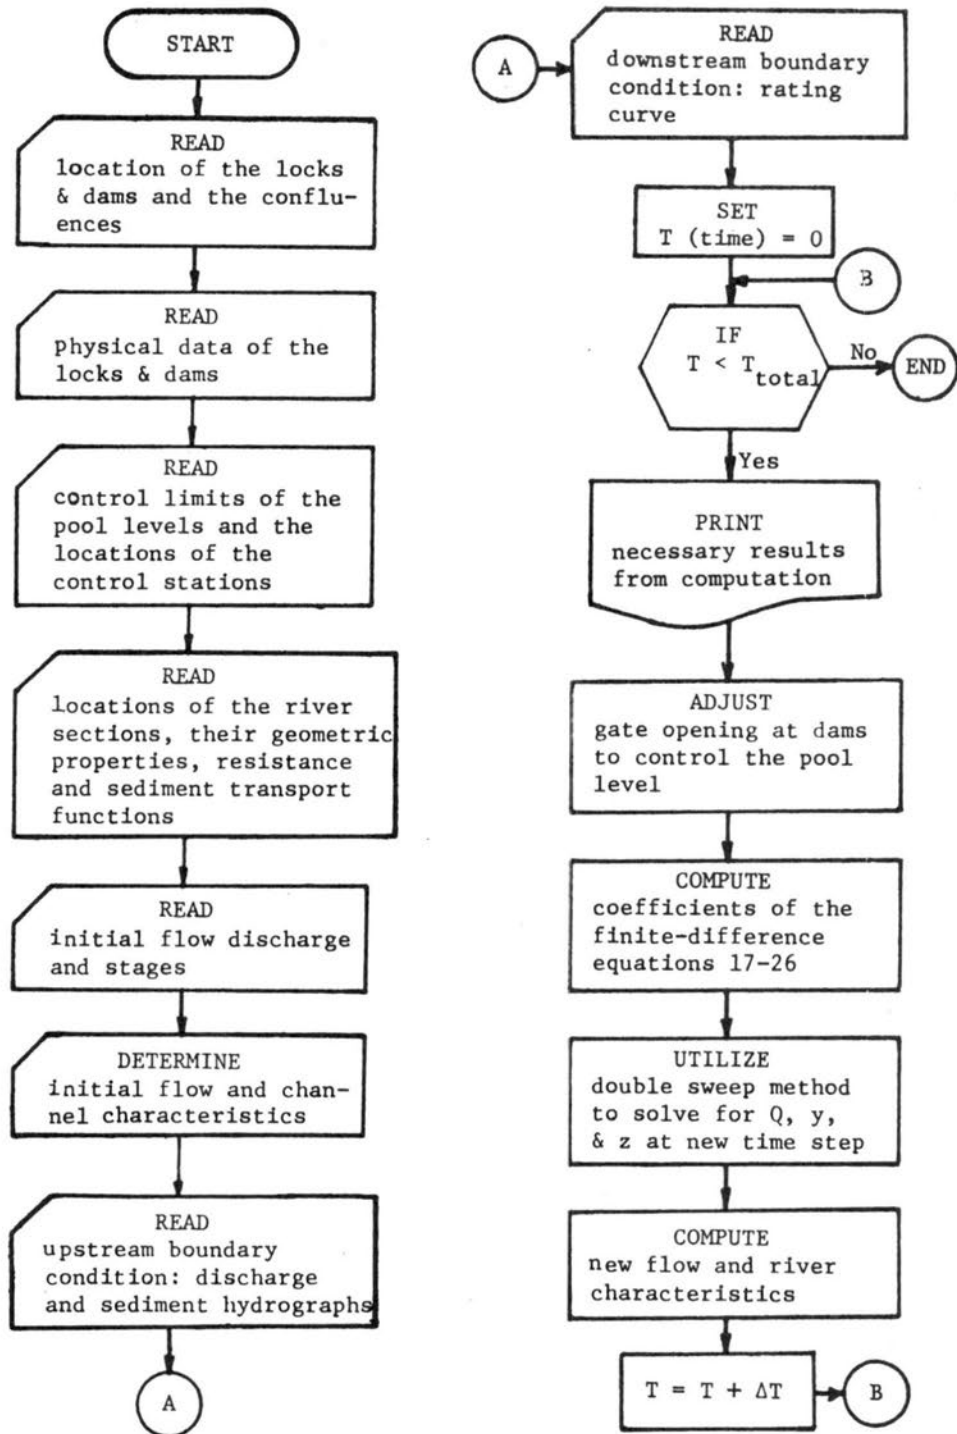 START
READ
location of the locks
& dams and the conflu-
ences
READ
physical data of the
locks & dams
READ
control limits of the
pool levels and the
locations of the
control stations
READ
locations of the river
sections, their geometric
properties, resistance
and sediment transport
functions
READ
initial flow discharge
and stages
DETERMINE
initial flow and chan-
nel characteristics
READ
upstream boundary
condition: discharge
and sediment hydrographs
A
A
READ
downstream boundary
condition: rating
curve
SET
T (time) = 0
B
IF
T < T total
No
END
Yes
PRINT
necessary results
from computation
ADJUST
gate opening at dams
to control the pool
level
COMPUTE
coefficients of the
finite-difference
equations 17-26
UTILIZE
double sweep method
to solve for Q, y,
& z at new time step
COMPUTE
new flow and river
characteristics
T = T + ΔT
B